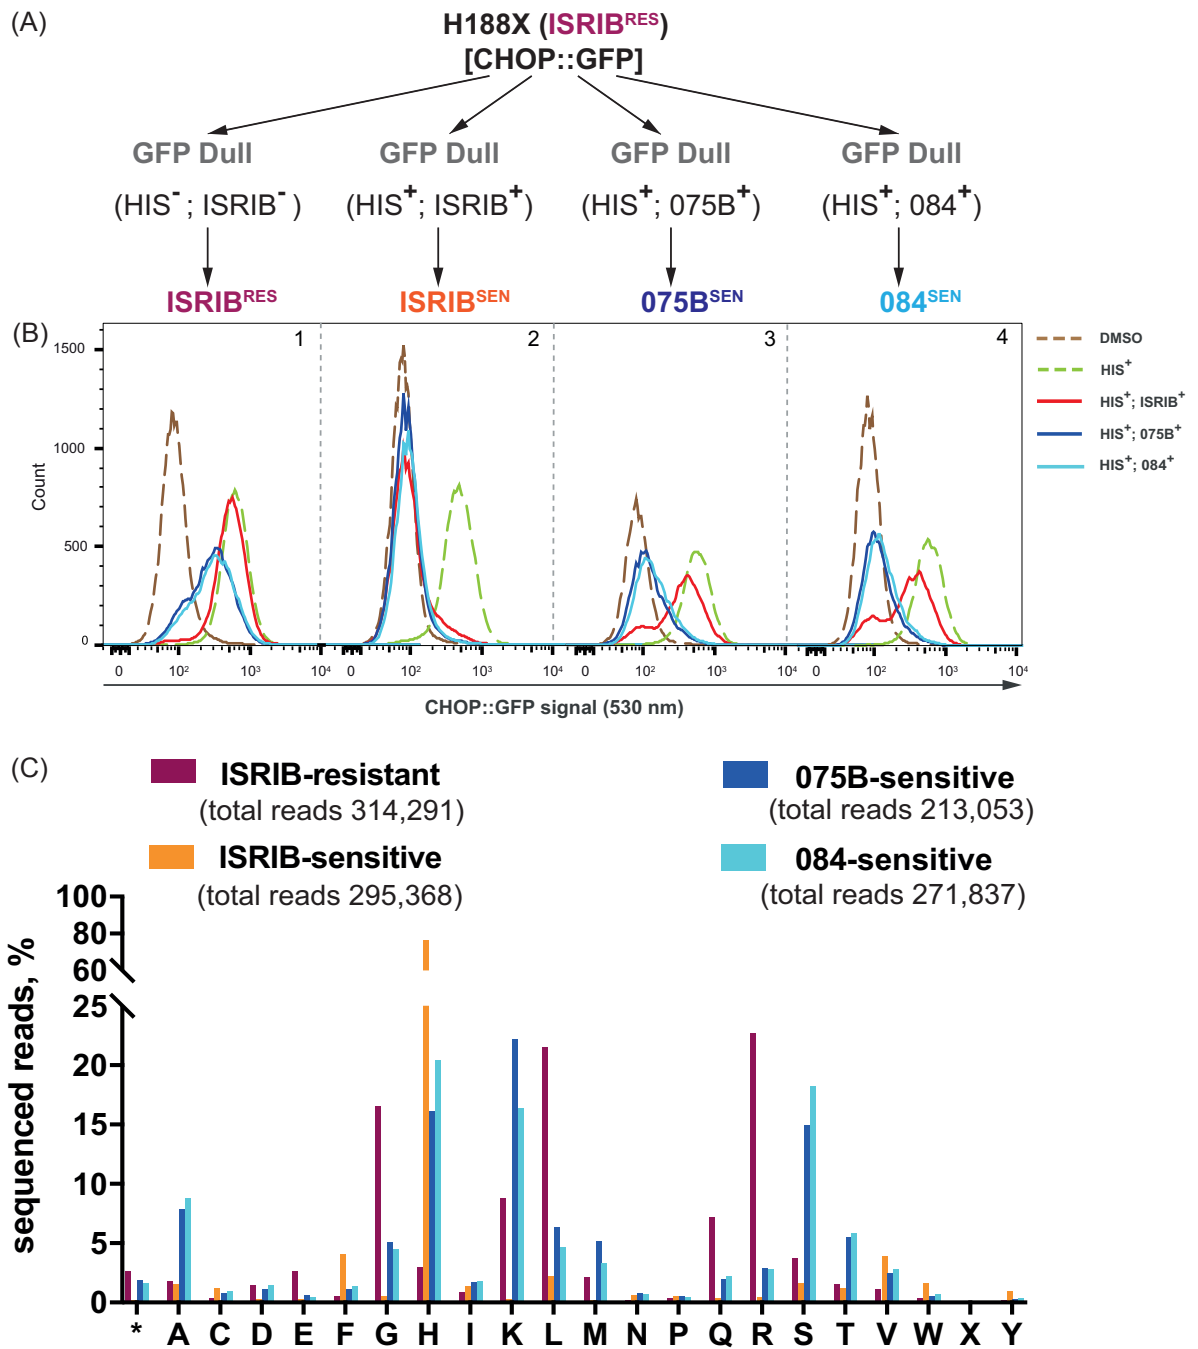 (A)
H188X (ISRIBRES)
[CHOP::GFP]
GFP Dull GFP Dull GFP Dull GFP Dull
(HIS- ; ISRIB- ) (HIS+; ISRIB+) (HIS+; 075B+) (HIS+; 084+)
ISRIBRES ISRIBSEN 075BSEN 084SEN
(B)
1 2 3 4
1500
1000
500
0
Count
0 10² 10³ 10⁴ 0 10² 10³ 10⁴ 0 10² 10³ 10⁴ 0 10² 10³ 10⁴
CHOP::GFP signal (530 nm)
DMSO
HIS+
HIS+; ISRIB+
HIS+; 075B+
HIS+; 084+
(C)
ISRIB-resistant
(total reads 314,291)
ISRIB-sensitive
(total reads 295,368)
075B-sensitive
(total reads 213,053)
084-sensitive
(total reads 271,837)
sequenced reads, %
100
80
60
25
20
15
10
5
0
* A C D E F G H I K L M N P Q R S T V W X Y